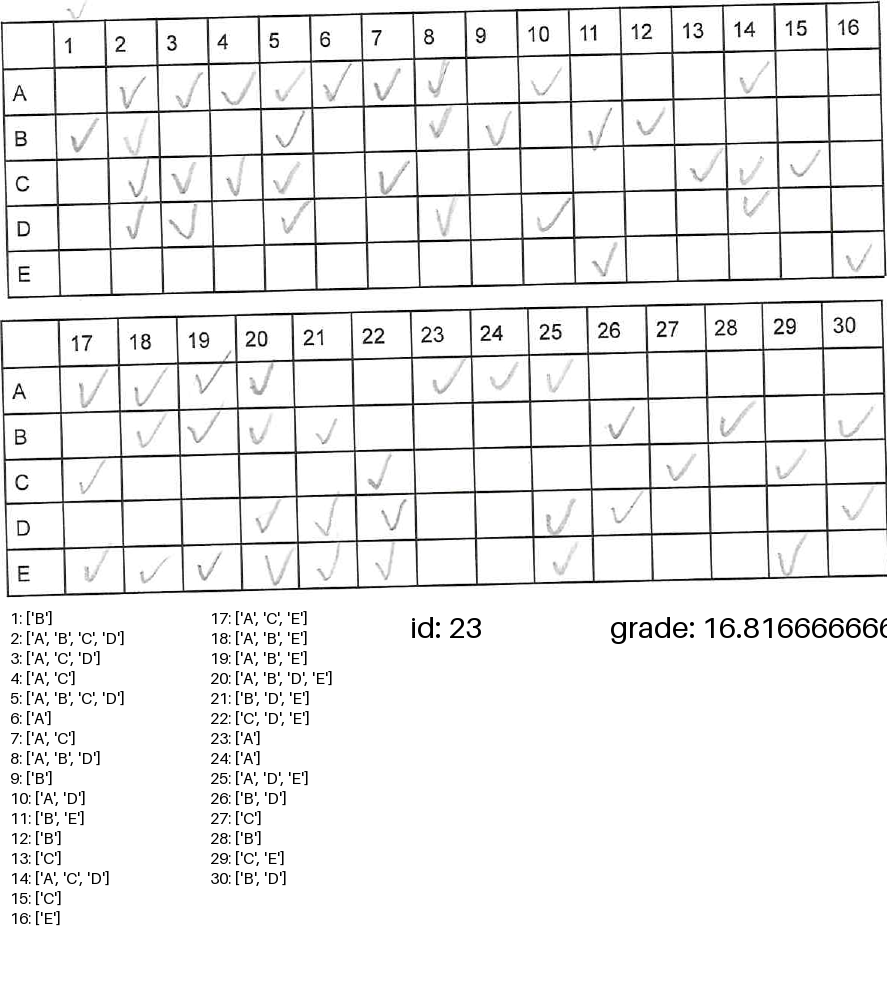 1 2 3 4 5 6 7 8 9 10 11 12 13 14 15 16
A
B
C
D
E
17 18 19 20 21 22 23 24 25 26 27 28 29 30
A
B
C
D
E
1: ['B']
2: ['A', 'B', 'C', 'D']
3: ['A', 'C', 'D']
4: ['A', 'C']
5: ['A', 'B', 'C', 'D']
6: ['A']
7: ['A', 'C']
8: ['A', 'B', 'D']
9: ['B']
10: ['A', 'D']
11: ['B', 'E']
12: ['B']
13: ['C']
14: ['A', 'C', 'D']
15: ['C']
16: ['E']
17: ['A', 'C', 'E']
18: ['A', 'B', 'E']
19: ['A', 'B', 'E']
20: ['A', 'B', 'D', 'E']
21: ['B', 'D', 'E']
22: ['C', 'D', 'E']
23: ['A']
24: ['A']
25: ['A', 'D', 'E']
26: ['B', 'D']
27: ['C']
28: ['B']
29: ['C', 'E']
30: ['B', 'D']
id: 23
grade: 16.816666666